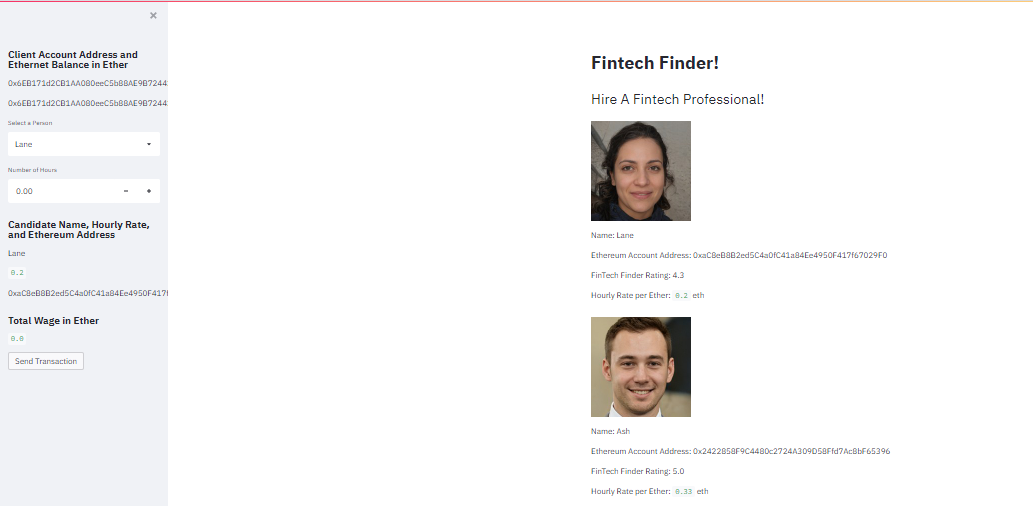 ×
Client Account Address and
Ethernet Balance in Ether
0x6EB171d2CB1AA080eeC5b88AE9B7244
0x6EB171d2CB1AA080eeC5b88AE9B7244
Select a Person
Lane
Number of Hours
0.00
Candidate Name, Hourly Rate,
and Ethereum Address
Lane
0.2
0xaC8eB8B2ed5C4a0fC41a84Ee4950F417f
Total Wage in Ether
0.0
Send Transaction
Fintech Finder!
Hire A Fintech Professional!
Name: Lane
Ethereum Account Address: 0xaC8eB8B2ed5C4a0fC41a84Ee4950F417f67029F0
FinTech Finder Rating: 4.3
Hourly Rate per Ether: 0.2 eth
Name: Ash
Ethereum Account Address: 0x2422858F9C4480c2724A309D58Ffd7Ac8bF65396
FinTech Finder Rating: 5.0
Hourly Rate per Ether: 0.33 eth